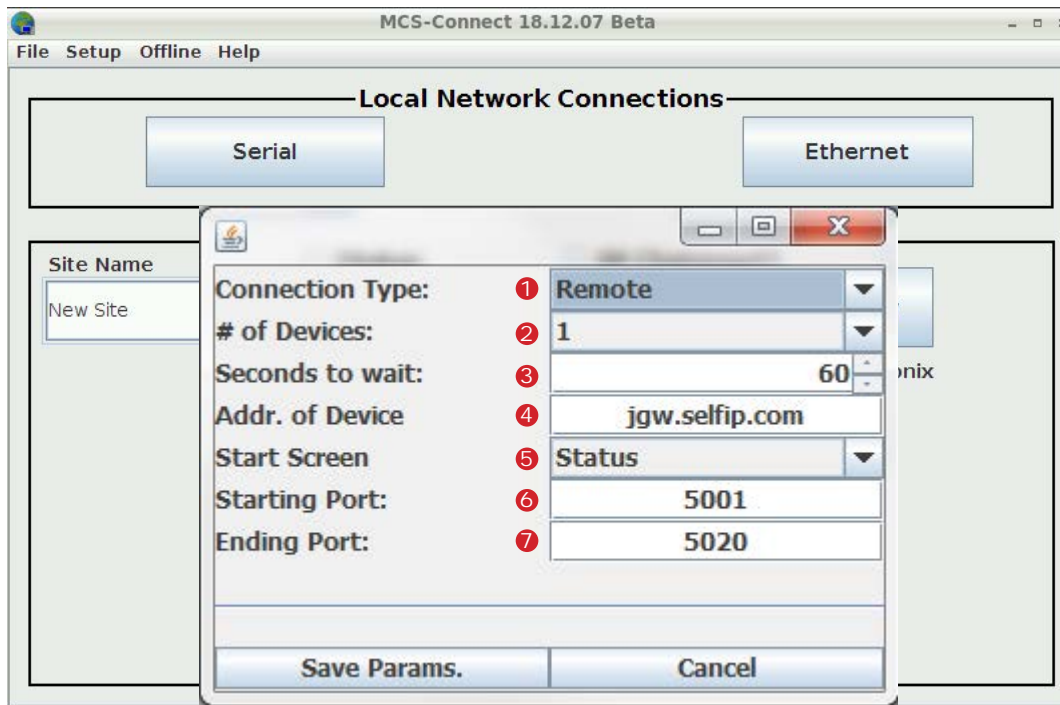 MCS-Connect 18.12.07 Beta
File Setup Offline Help
Local Network Connections
Serial
Ethernet
Site Name
New Site
onix
Connection Type: 1 Remote
# of Devices: 2 1
Seconds to wait: 3 60
Addr. of Device 4 jgw.selfip.com
Start Screen 5 Status
Starting Port: 6 5001
Ending Port: 7 5020
Save Params. Cancel